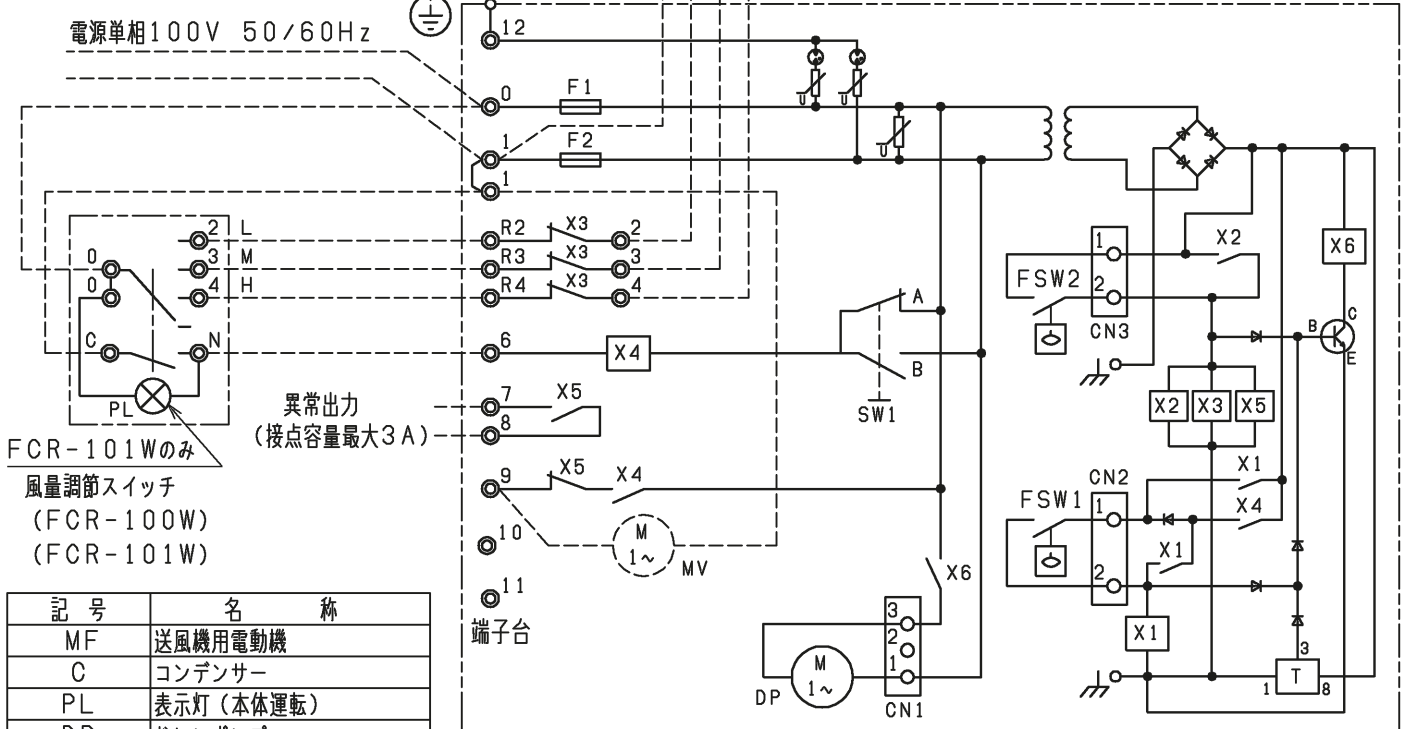 電源単相100V 50/60Hz
12
0
F1
1
F2
1
U
U
U
2 L
3 M
4 H
0
0
C
N
PL
R2 X3 2
R3 X3 3
R4 X3 4
6
X4
A
B
SW1
異常出力
(接点容量最大3A)
7
X5
8
9
X5
X4
10
11
M
1~
MV
端子台
FCR-101Wのみ
風量調節スイッチ
(FCR-100W)
(FCR-101W)
X6
3
2
1
CN1
DP
M
1~
FSW2
1
2
CN3
X2
X6
B
C
E
X2
X3
X5
FSW1
CN2
1
2
X1
X4
X1
X1
3
1 T 8
記号 名称
MF 送風機用電動機
C コンデンサー
PL 表示灯(本体運転)